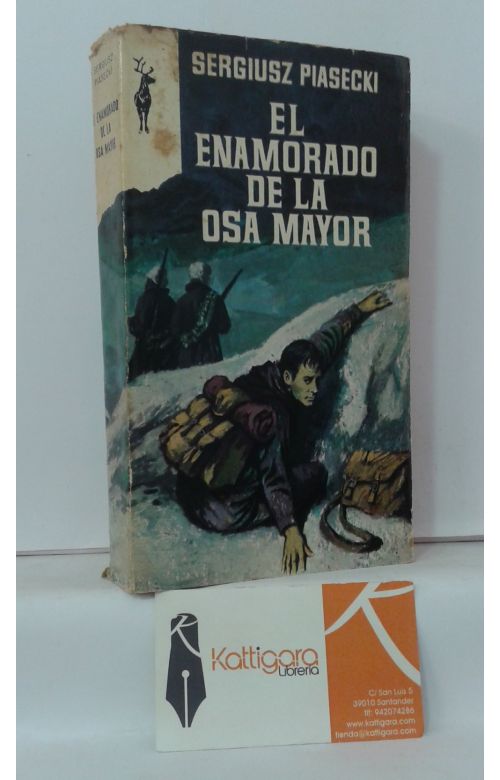 SERGIUSZ PIASECKI
EL
ENAMORADO
DE LA
OSA MAYOR
SERGIUSZ
PIASECKI
EL ENAMORADO
DE LA
OSA MAYOR
Kattigara
Librería
C/ San Luis 5
39010 Santander
tlf: 942074286
www.kattigara.com
tienda@kattigara.com